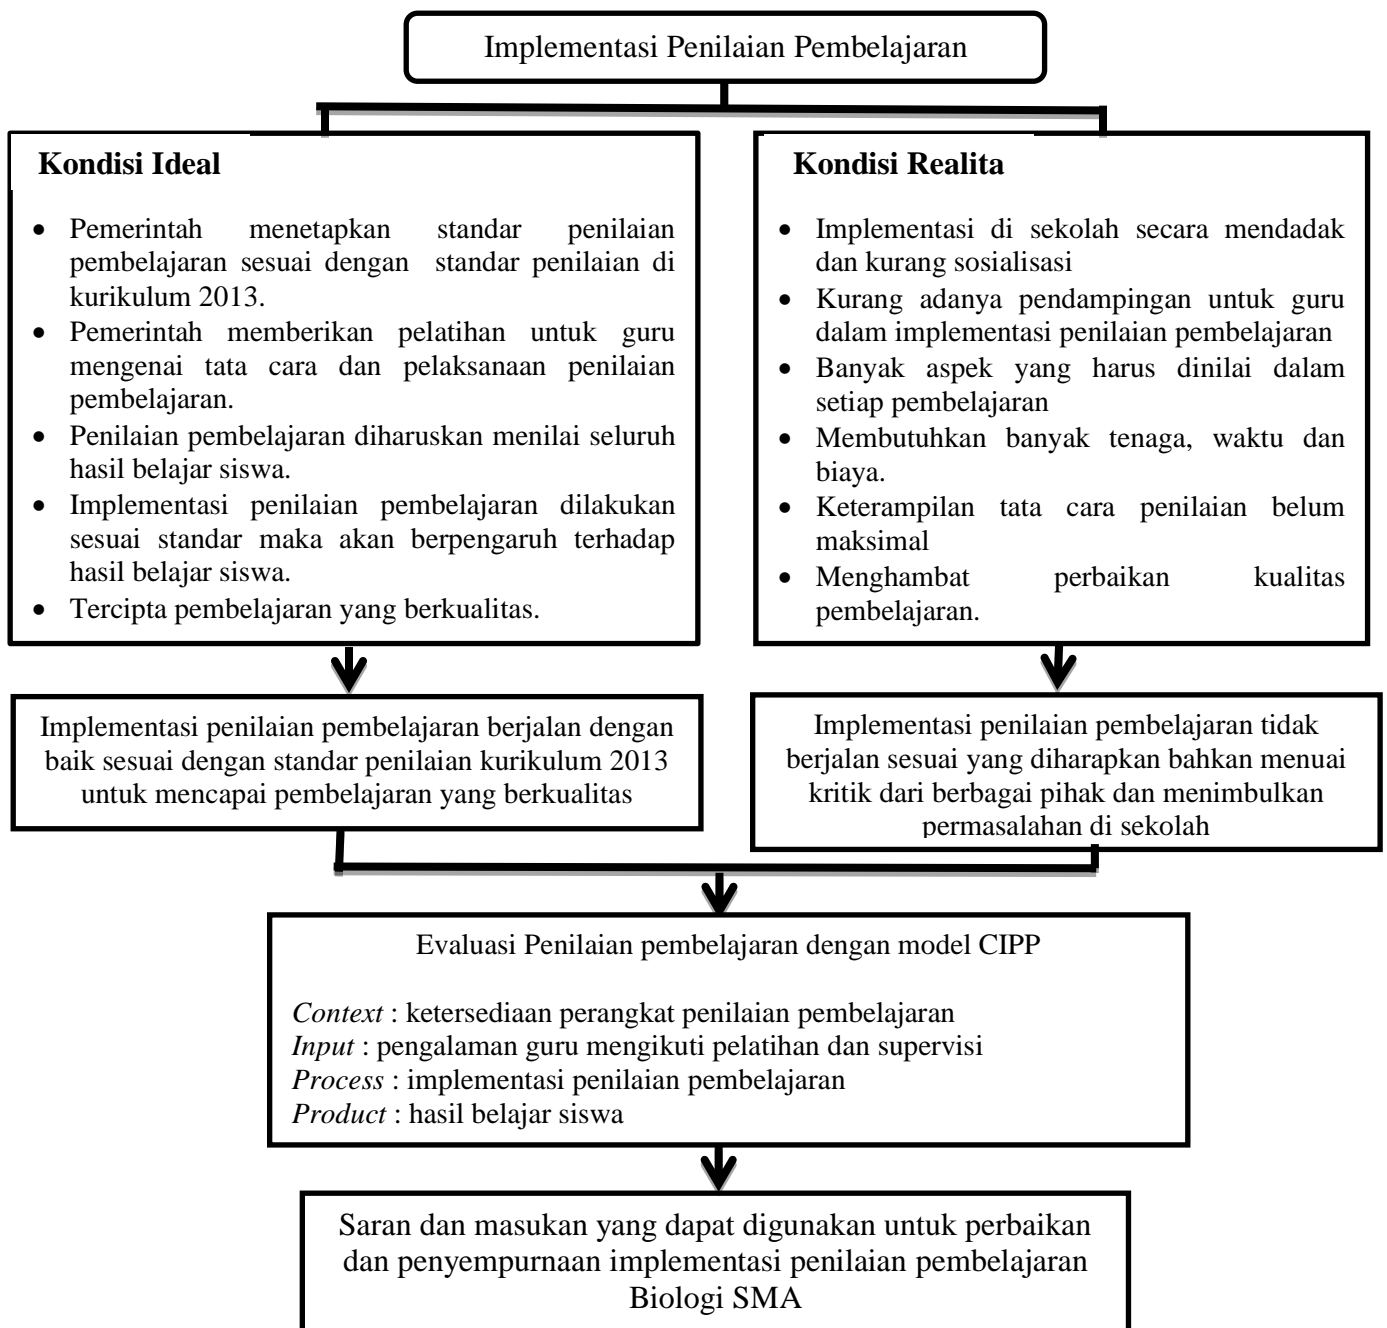 Implementasi Penilaian Pembelajaran
Kondisi Ideal
• Pemerintah menetapkan standar penilaian
pembelajaran sesuai dengan standar penilaian di
kurikulum 2013.
• Pemerintah memberikan pelatihan untuk guru
mengenai tata cara dan pelaksanaan penilaian
pembelajaran.
• Penilaian pembelajaran diharuskan menilai seluruh
hasil belajar siswa.
• Implementasi penilaian pembelajaran dilakukan
sesuai standar maka akan berpengaruh terhadap
hasil belajar siswa.
• Tercipta pembelajaran yang berkualitas.
Kondisi Realita
• Implementasi di sekolah secara mendadak
dan kurang sosialisasi
• Kurang adanya pendampingan untuk guru
dalam implementasi penilaian pembelajaran
• Banyak aspek yang harus dinilai dalam
setiap pembelajaran
• Membutuhkan banyak tenaga, waktu dan
biaya.
• Keterampilan tata cara penilaian belum
maksimal
• Menghambat perbaikan kualitas
pembelajaran.
Implementasi penilaian pembelajaran berjalan dengan
baik sesuai dengan standar penilaian kurikulum 2013
untuk mencapai pembelajaran yang berkualitas
Implementasi penilaian pembelajaran tidak
berjalan sesuai yang diharapkan bahkan menuai
kritik dari berbagai pihak dan menimbulkan
permasalahan di sekolah
Evaluasi Penilaian pembelajaran dengan model CIPP
Context : ketersediaan perangkat penilaian pembelajaran
Input : pengalaman guru mengikuti pelatihan dan supervisi
Process : implementasi penilaian pembelajaran
Product : hasil belajar siswa
Saran dan masukan yang dapat digunakan untuk perbaikan
dan penyempurnaan implementasi penilaian pembelajaran
Biologi SMA